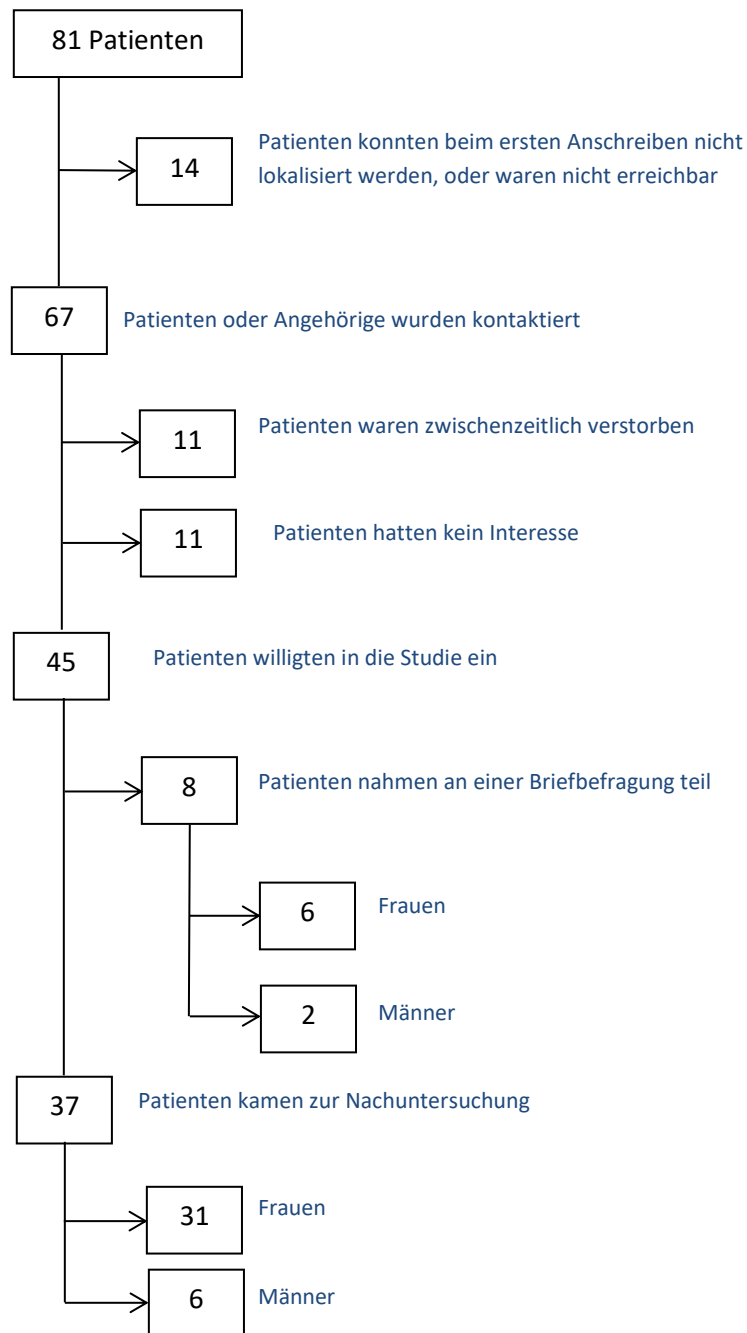 81 Patienten
14
Patienten konnten beim ersten Anschreiben nicht
lokalisiert werden, oder waren nicht erreichbar
67
Patienten oder Angehörige wurden kontaktiert
11
Patienten waren zwischenzeitlich verstorben
11
Patienten hatten kein Interesse
45
Patienten willigten in die Studie ein
8
Patienten nahmen an einer Briefbefragung teil
6
Frauen
2
Männer
37
Patienten kamen zur Nachuntersuchung
31
Frauen
6
Männer